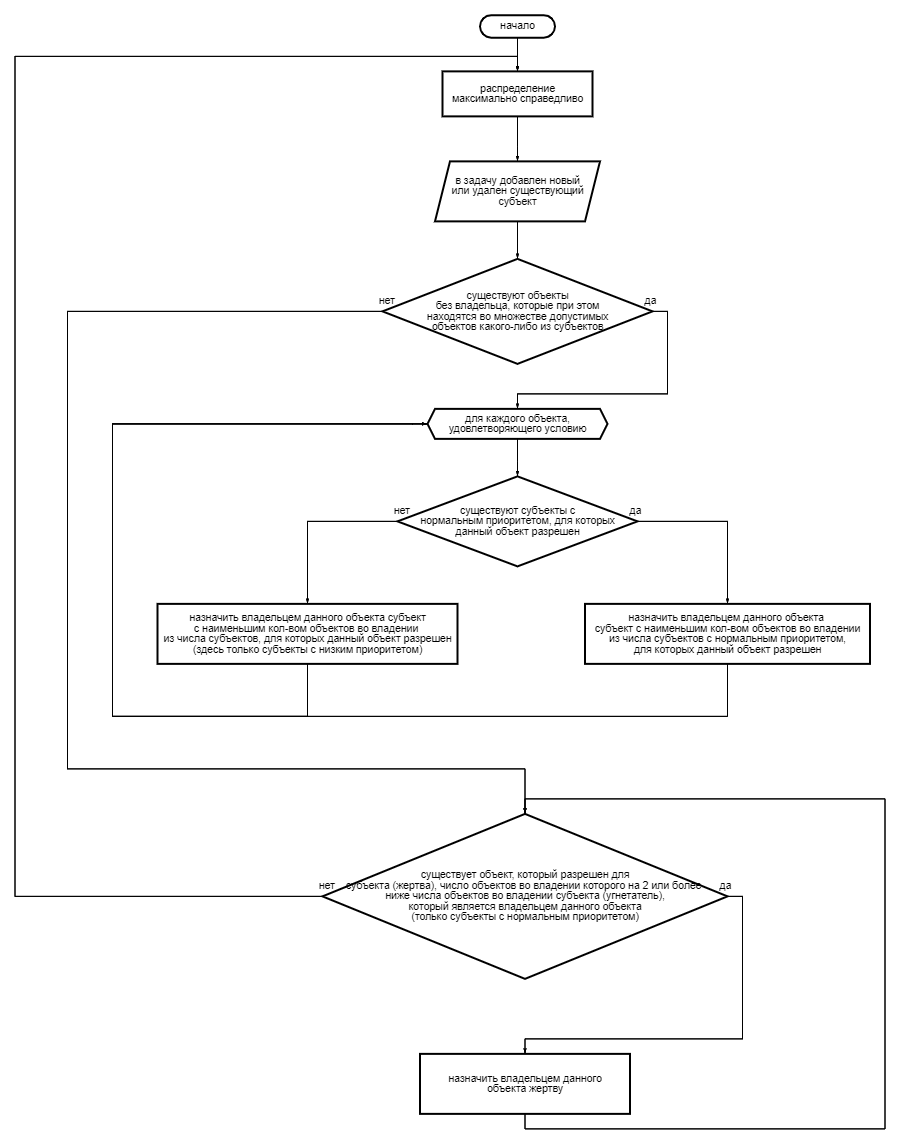 начало
распределение
максимально справедливо
в задачу добавлен новый
или удален существующий
субъект
нет
да
существуют объекты
без владельца, которые при этом
находятся во множестве допустимых
объектов какого-либо из субъектов
для каждого объекта,
удовлетворяющего условию
нет
да
существуют субъекты с
нормальным приоритетом, для которых
данный объект разрешен
назначить владельцем данного объекта субъект
с наименьшим кол-вом объектов во владении
из числа субъектов, для которых данный объект разрешен
(здесь только субъекты с низким приоритетом)
назначить владельцем данного объекта
субъект с наименьшим кол-вом объектов во владении
из числа субъектов с нормальным приоритетом,
для которых данный объект разрешен
нет
да
существует объект, который разрешен для
субъекта (жертва), число объектов во владении которого на 2 или более
ниже числа объектов во владении субъекта (угнетатель),
который является владельцем данного объекта
(только субъекты с нормальным приоритетом)
назначить владельцем данного
объекта жертву